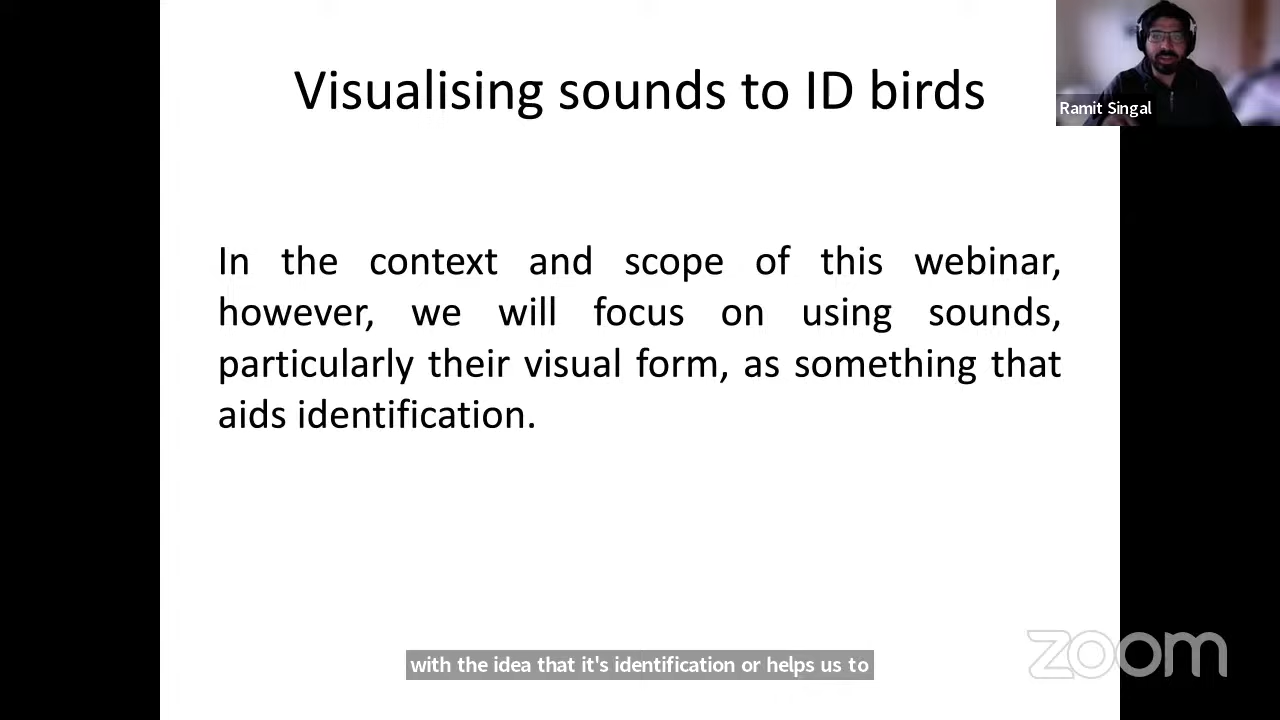 Visualising sounds to ID birds
Ramit Singal
In the context and scope of this webinar,
however, we will focus on using sounds,
particularly their visual form, as something that
aids identification.
with the idea that it's identification or helps us to
zoom